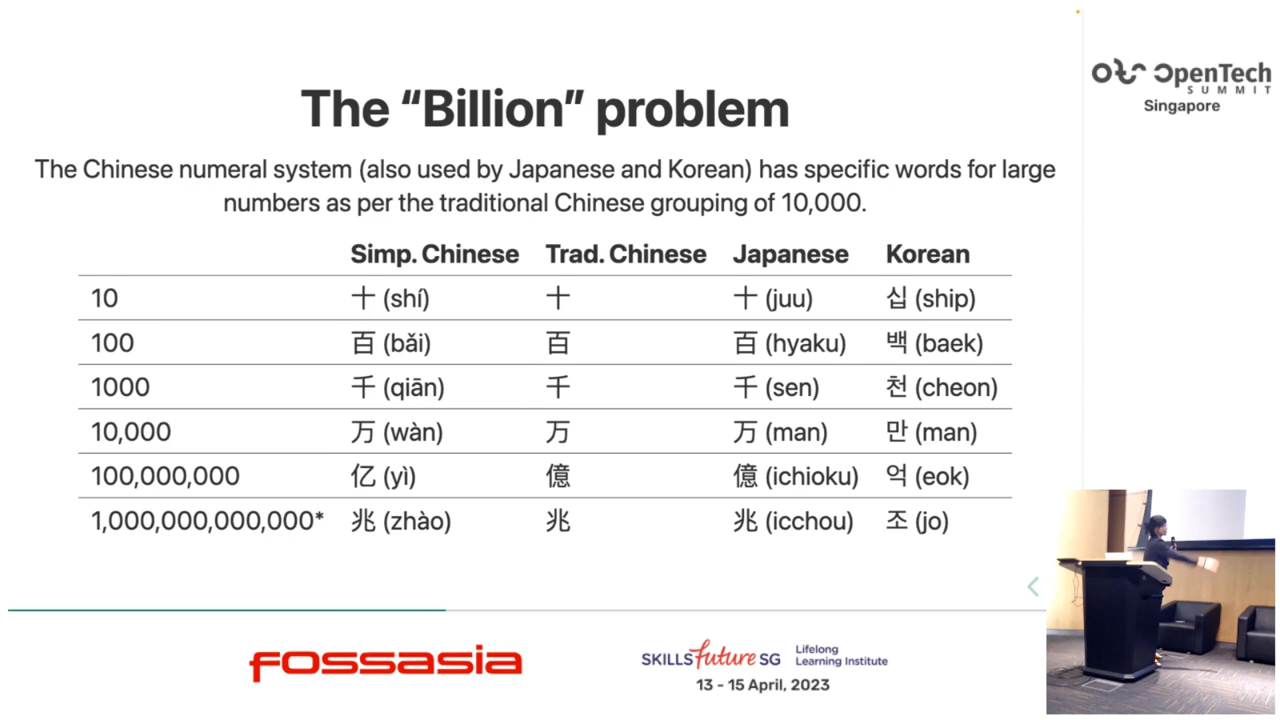 The “Billion” problem
The Chinese numeral system (also used by Japanese and Korean) has specific words for large
numbers as per the traditional Chinese grouping of 10,000.
Simp. Chinese Trad. Chinese Japanese Korean
10 十 (shí) 十 十 (juu) 십 (ship)
100 百 (bǎi) 百 百 (hyaku) 백 (baek)
1000 千 (qiān) 千 千 (sen) 천 (cheon)
10,000 万 (wàn) 万 万 (man) 만 (man)
100,000,000 亿 (yì) 億 億 (ichioku) 억 (eok)
1,000,000,000,000* 兆 (zhào) 兆 兆 (icchou) 조 (jo)
OpenTech
SUMMIT
Singapore
fossasia
SKILLS future SG Lifelong
Learning Institute
13 - 15 April, 2023